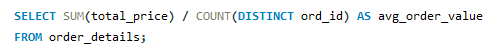 SELECT SUM(total_price) / COUNT(DISTINCT ord_id) AS avg_order_value
FROM order_details;